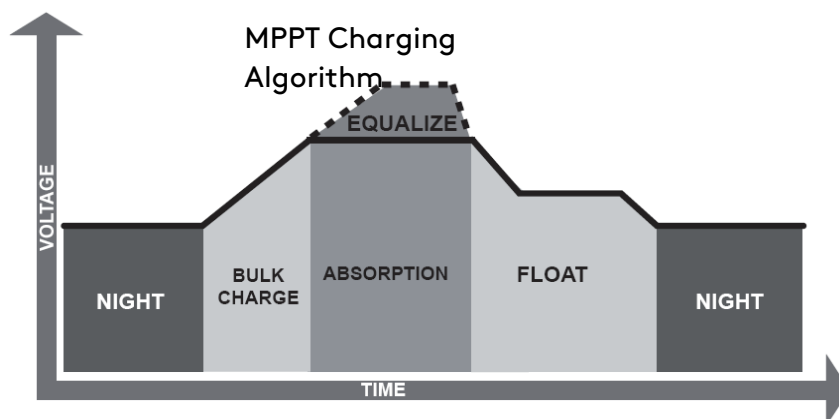 MPPT Charging
Algorithm
EQUALIZE
VOLTAGE
NIGHT
BULK
CHARGE
ABSORPTION
FLOAT
NIGHT
TIME